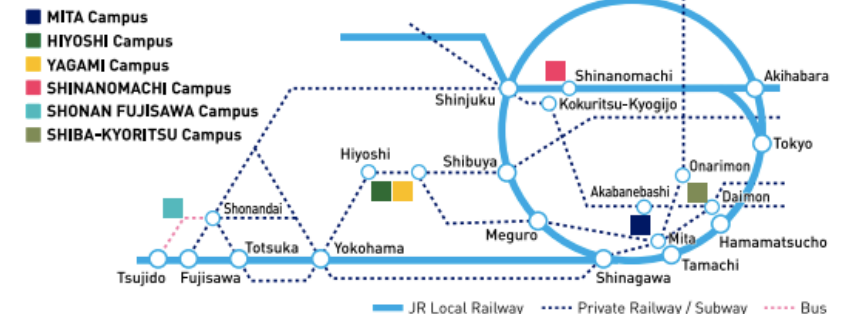 MITA Campus
HIYOSHI Campus
YAGAMI Campus
SHINANOMACHI Campus
SHONAN FUJISAWA Campus
SHIBA-KYORITSU Campus
Shinanomachi
Akihabara
Shinjuku
Kokuritsu-Kyogijo
Tokyo
Hiyoshi
Shibuya
Onarimon
Akabanebashi
Daimon
Shonandai
Meguro
Mita
Hamamatsucho
Totsuka
Yokohama
Tamachi
Tsujido
Fujisawa
Shinagawa
JR Local Railway
Private Railway / Subway
Bus